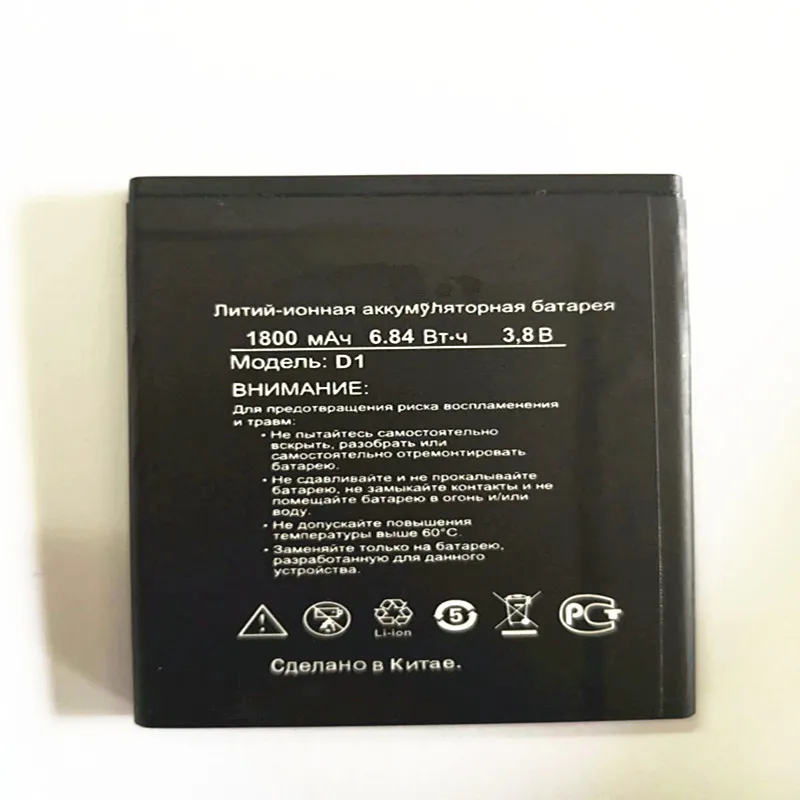 Литий-ионная аккумуляторная батарея
1800 мАч 6.84 Вт·ч 3,8 В
Модель: D1
ВНИМАНИЕ:
Для предотвращения риска воспламенения
и травм:
• Не пытайтесь самостоятельно
вскрыть, разобрать или
самостоятельно отремонтировать
батарею.
• Не сдавливайте и не прокалывайте
батарею, не замыкайте контакты и не
помещайте батарею в огонь и/или
воду.
• Не допускайте повышения
температуры выше 60°C.
• Заменяйте только на батарею,
разработанную для данного
устройства.
5
Li-ion
РСТ
Сделано в Китае.